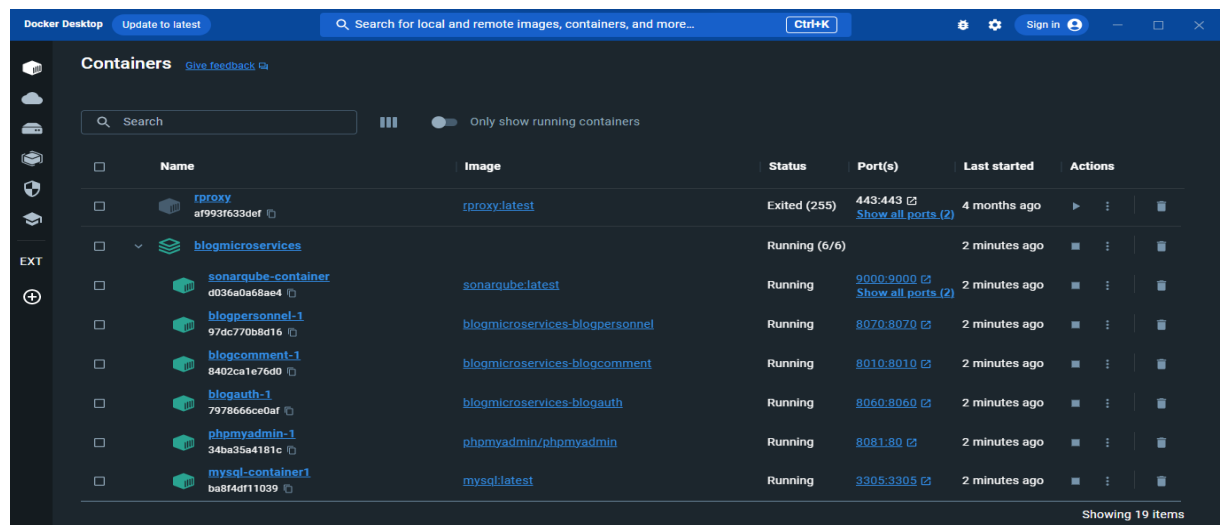 Docker Desktop Update to latest Search for local and remote images, containers, and more... Ctrl+K Sign in
Containers Give feedback
Search Only show running containers
Name Image Status Port(s) Last started Actions
rproxy
af993f633def
rproxy:latest Exited (255) 443:443 4 months ago
Show all ports (2)
blogmicroservices Running (6/6) 2 minutes ago
EXT
sonarqube-container
d036a0a68ae4
sonarqube:latest Running 9000:9000 2 minutes ago
Show all ports (2)
blogpersonnel-1
97dc770b8d16
blogmicroservices-blogpersonnel Running 8070:8070 2 minutes ago
blogcomment-1
8402ca1e76d0
blogmicroservices-blogcomment Running 8010:8010 2 minutes ago
blogauth-1
7978666ce0af
blogmicroservices-blogauth Running 8060:8060 2 minutes ago
phpmyadmin-1
34ba35a4181c
phpmyadmin/phpmyadmin Running 8081:80 2 minutes ago
mysql-container1
ba8f4df11039
mysql:latest Running 3305:3305 2 minutes ago
Showing 19 items